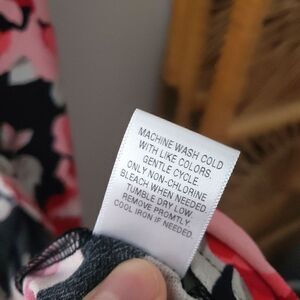 MACHINE WASH COLD
WITH LIKE COLORS.
GENTLE CYCLE.
ONLY NON-CHLORINE
BLEACH WHEN NEEDED.
TUMBLE DRY LOW.
REMOVE PROMTLY
COOL IRON IF NEEDED.